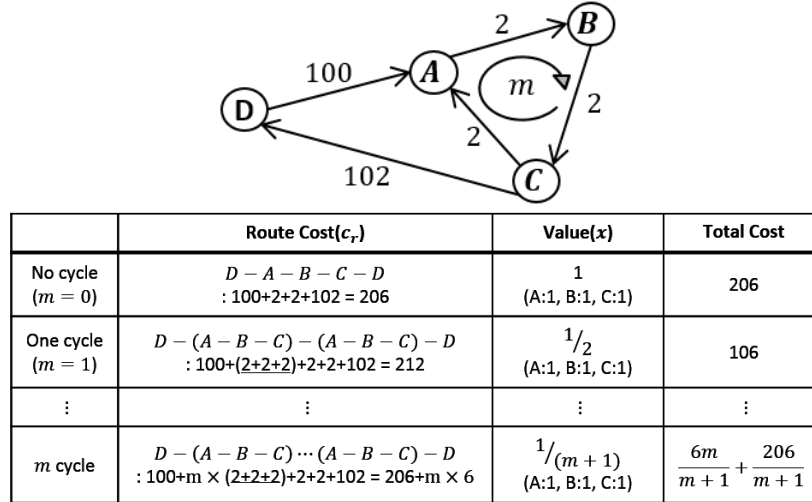 2
B
100
A
m
2
D
2
102
C
Route Cost(c_r)
Value(x)
Total Cost
No cycle
(m = 0)
D − A − B − C − D
: 100+2+2+102 = 206
1
(A:1, B:1, C:1)
206
One cycle
(m = 1)
D − (A − B − C) − (A − B − C) − D
: 100+(2+2+2)+2+2+102 = 212
1/2
(A:1, B:1, C:1)
106
⋮
⋮
⋮
⋮
m cycle
D − (A − B − C) ⋯ (A − B − C) − D
: 100+m × (2+2+2)+2+2+102 = 206+m × 6
1/(m + 1)
(A:1, B:1, C:1)
6m/(m + 1) + 206/(m + 1)